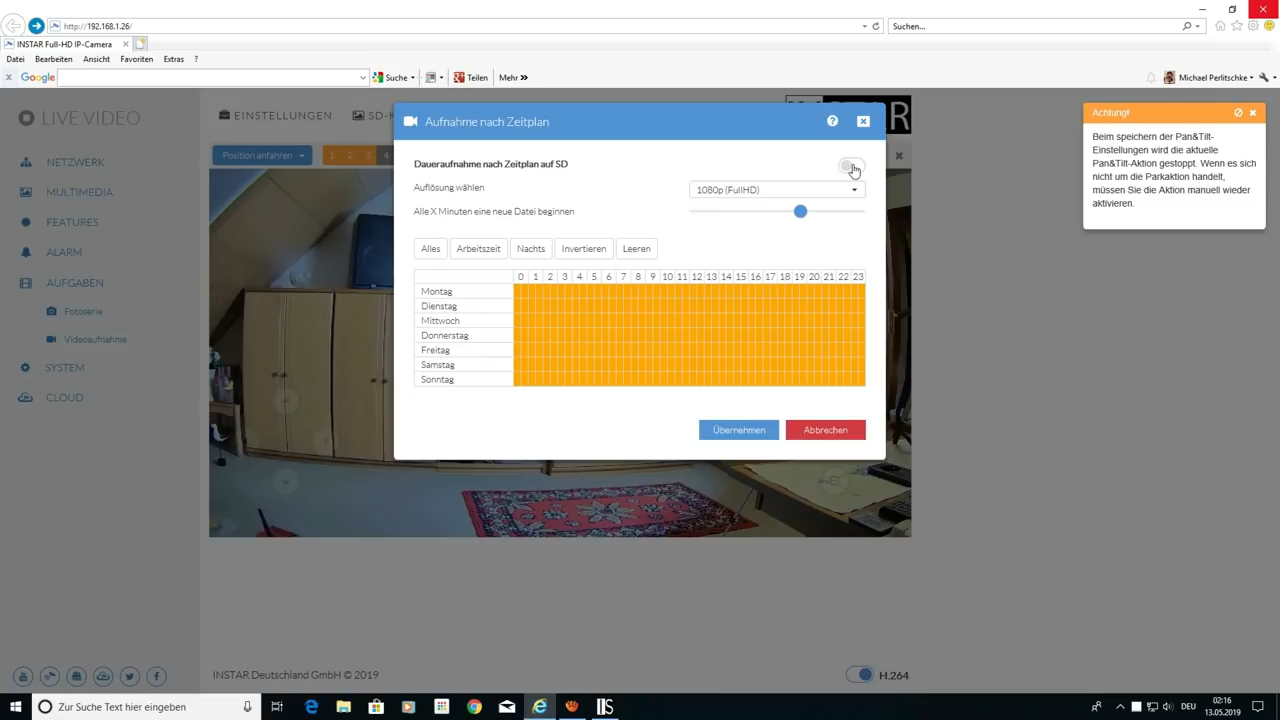 http://192.168.1.26/
Suchen...
INSTAR Full-HD IP-Camera
Datei Bearbeiten Ansicht Favoriten Extras ?
Google Suche Teilen Mehr »
Michael Perlitschke
LIVE VIDEO
EINSTELLUNGEN
SD-K
Aufnahme nach Zeitplan
Achtung!
NETZWERK
MULTIMEDIA
FEATURES
ALARM
AUFGABEN
Fotoserie
Videoaufnahme
SYSTEM
CLOUD
Position anfahren 1 2 3 4
Daueraufnahme nach Zeitplan auf SD
Auflösung wählen 1080p (FullHD)
Alle X Minuten eine neue Datei beginnen
Alles Arbeitszeit Nachts Invertieren Leeren
0 1 2 3 4 5 6 7 8 9 10 11 12 13 14 15 16 17 18 19 20 21 22 23
Montag
Dienstag
Mittwoch
Donnerstag
Freitag
Samstag
Sonntag
Übernehmen Abbrechen
Beim speichern der Pan&Tilt-
Einstellungen wird die aktuelle
Pan&Tilt-Aktion gestoppt. Wenn es sich
nicht um die Parkaktion handelt,
müssen Sie die Aktion manuell wieder
aktivieren.
INSTAR Deutschland GmbH © 2019
H.264
Zur Suche Text hier eingeben
DEU
02:16
13.05.2019